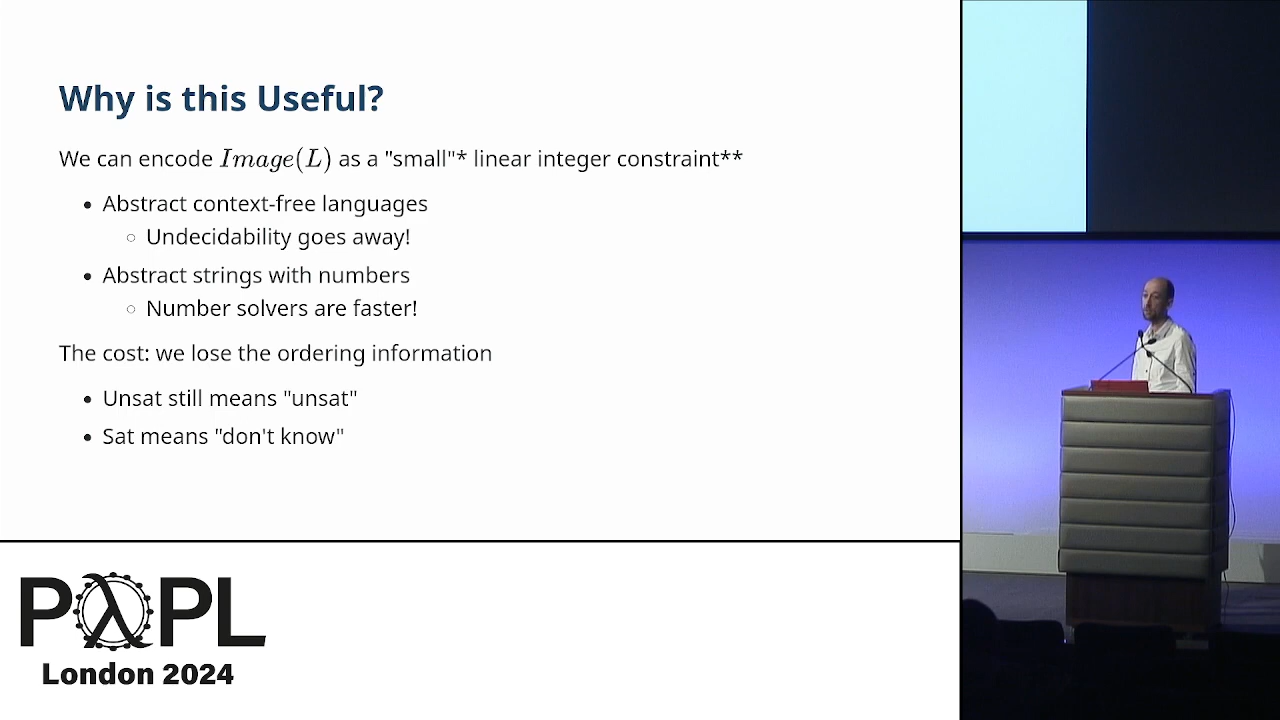 Why is this Useful?
We can encode Image(L) as a "small"* linear integer constraint**
• Abstract context-free languages
○ Undecidability goes away!
• Abstract strings with numbers
○ Number solvers are faster!
The cost: we lose the ordering information
• Unsat still means "unsat"
• Sat means "don't know"
PλPL
London 2024